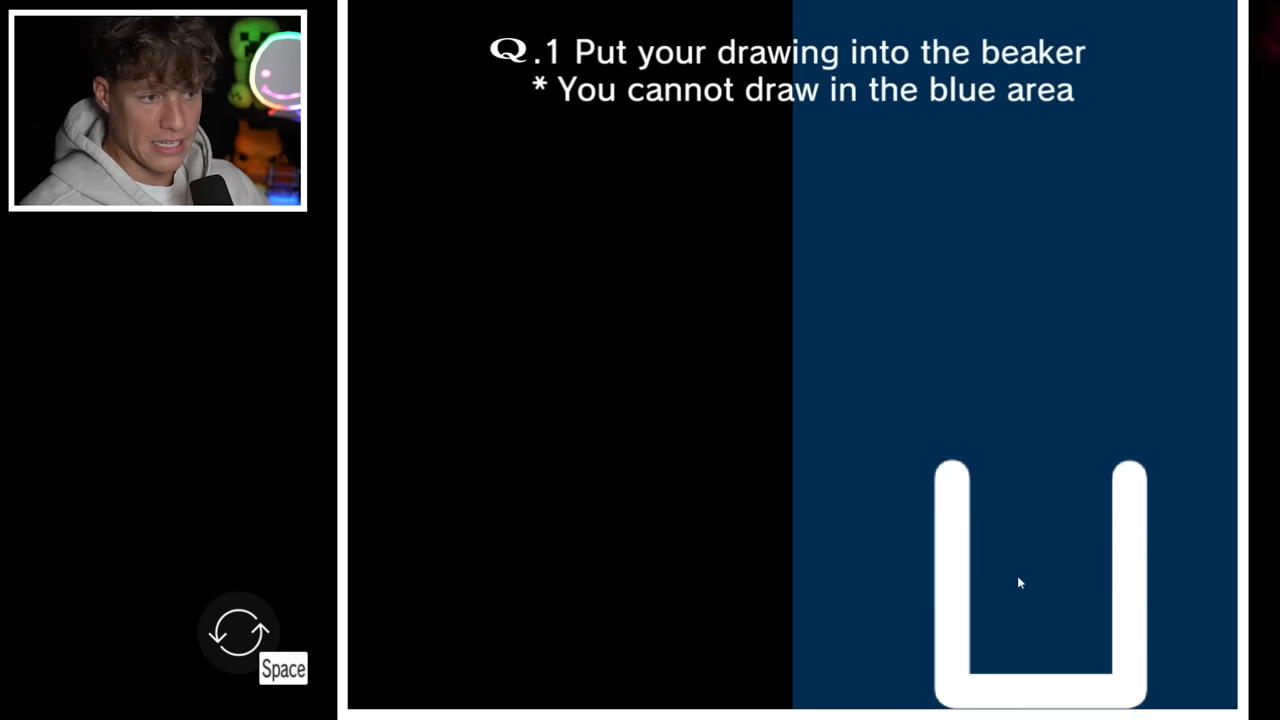 Q.1 Put your drawing into the beaker
* You cannot draw in the blue area
Space